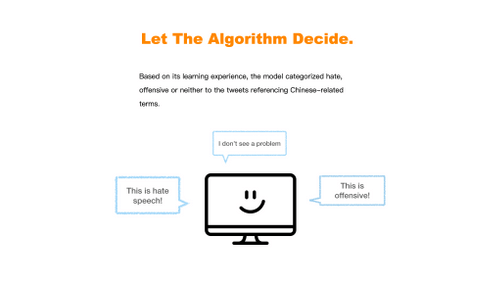 Let The Algorithm Decide.
Based on its learning experience, the model categorized hate,
offensive or neither to the tweets referencing Chinese-related
terms.
I don't see a problem
This is hate
speech!
This is
offensive!